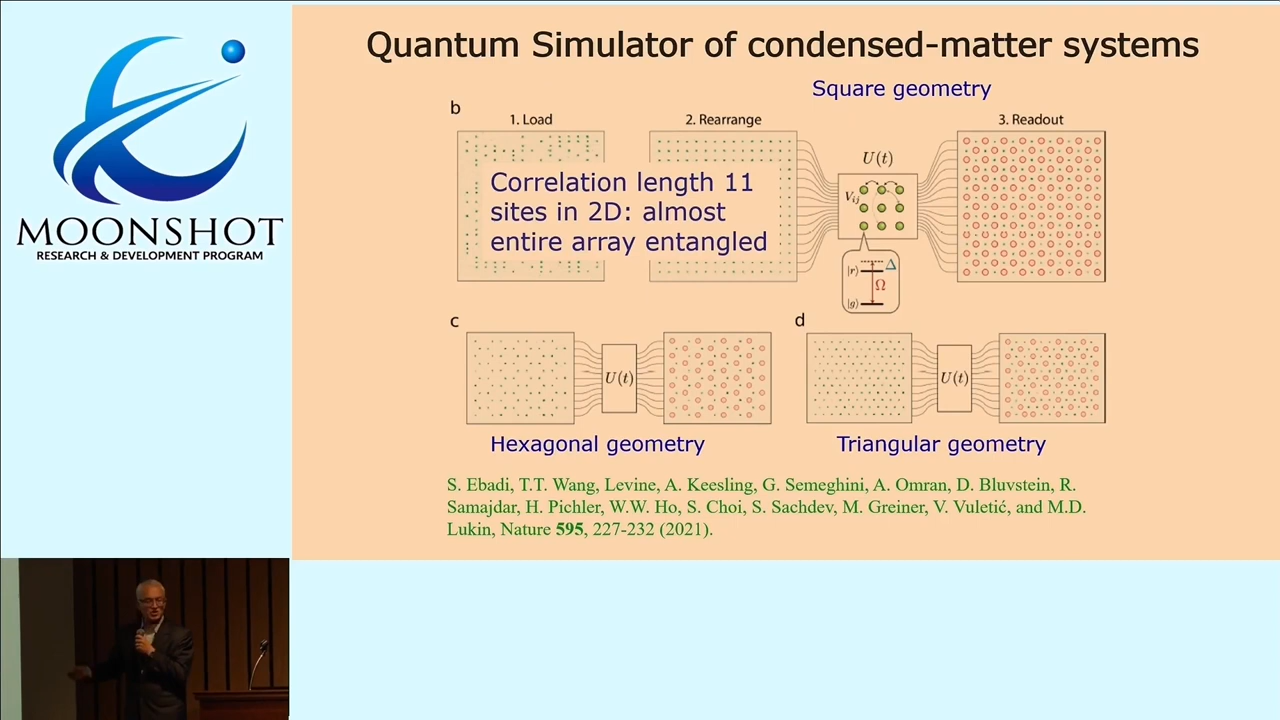 MOONSHOT
RESEARCH & DEVELOPMENT PROGRAM
Quantum Simulator of condensed-matter systems
Square geometry
b
1. Load
2. Rearrange
3. Readout
U(t)
V_ij
Correlation length 11
sites in 2D: almost
entire array entangled
|r⟩
Δ
Ω
|g⟩
c
d
U(t)
U(t)
Hexagonal geometry
Triangular geometry
S. Ebadi, T.T. Wang, Levine, A. Keesling, G. Semeghini, A. Omran, D. Bluvstein, R.
Samajdar, H. Pichler, W.W. Ho, S. Choi, S. Sachdev, M. Greiner, V. Vuletić, and M.D.
Lukin, Nature 595, 227-232 (2021).